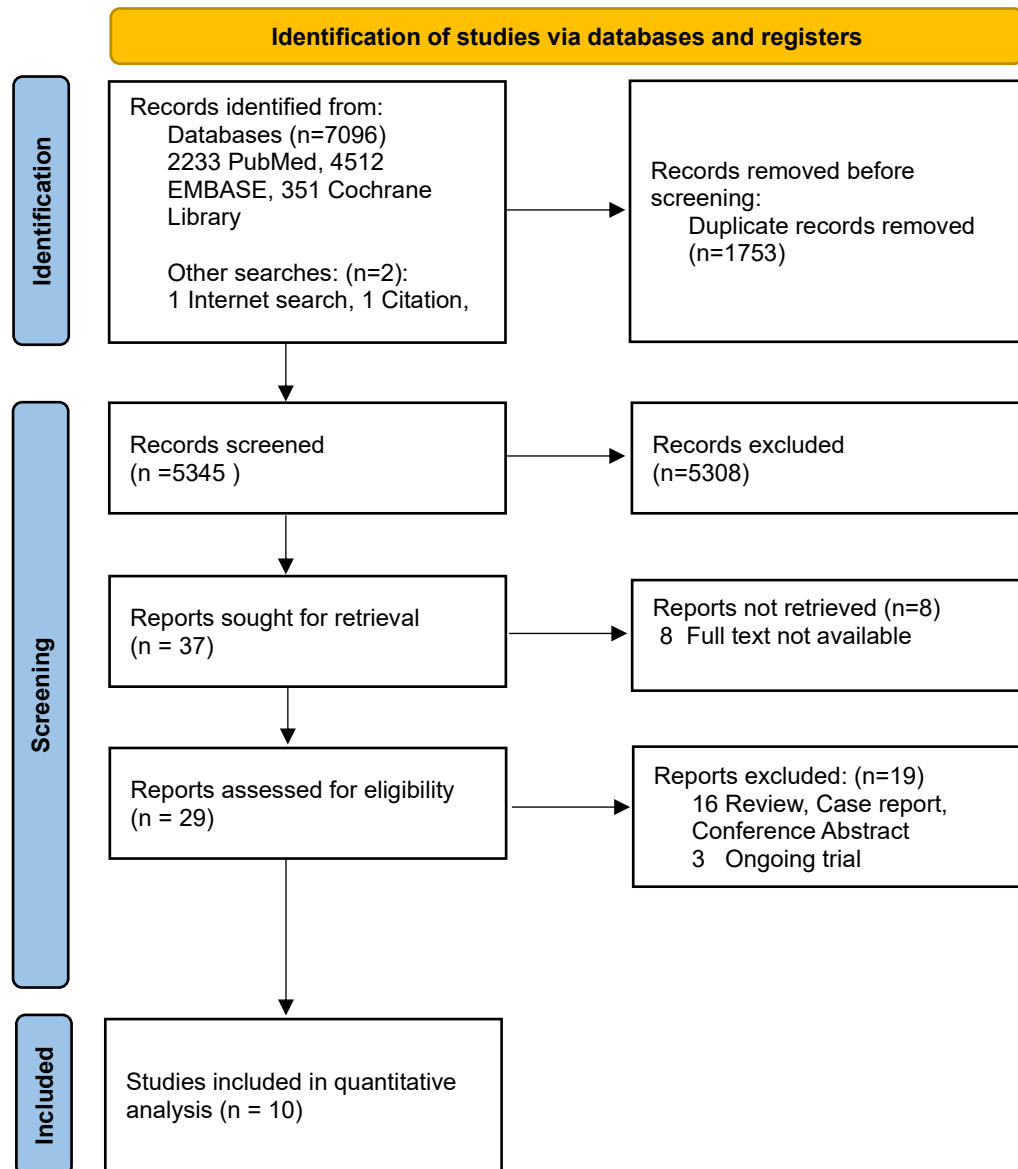 Identification of studies via databases and registers
Identification
Records identified from:
Databases (n=7096)
2233 PubMed, 4512
EMBASE, 351 Cochrane
Library
Other searches: (n=2):
1 Internet search, 1 Citation,
Records removed before
screening:
Duplicate records removed
(n=1753)
Screening
Records screened
(n =5345 )
Records excluded
(n=5308)
Reports sought for retrieval
(n = 37)
Reports not retrieved (n=8)
8 Full text not available
Reports assessed for eligibility
(n = 29)
Reports excluded: (n=19)
16 Review, Case report,
Conference Abstract
3 Ongoing trial
Included
Studies included in quantitative
analysis (n = 10)